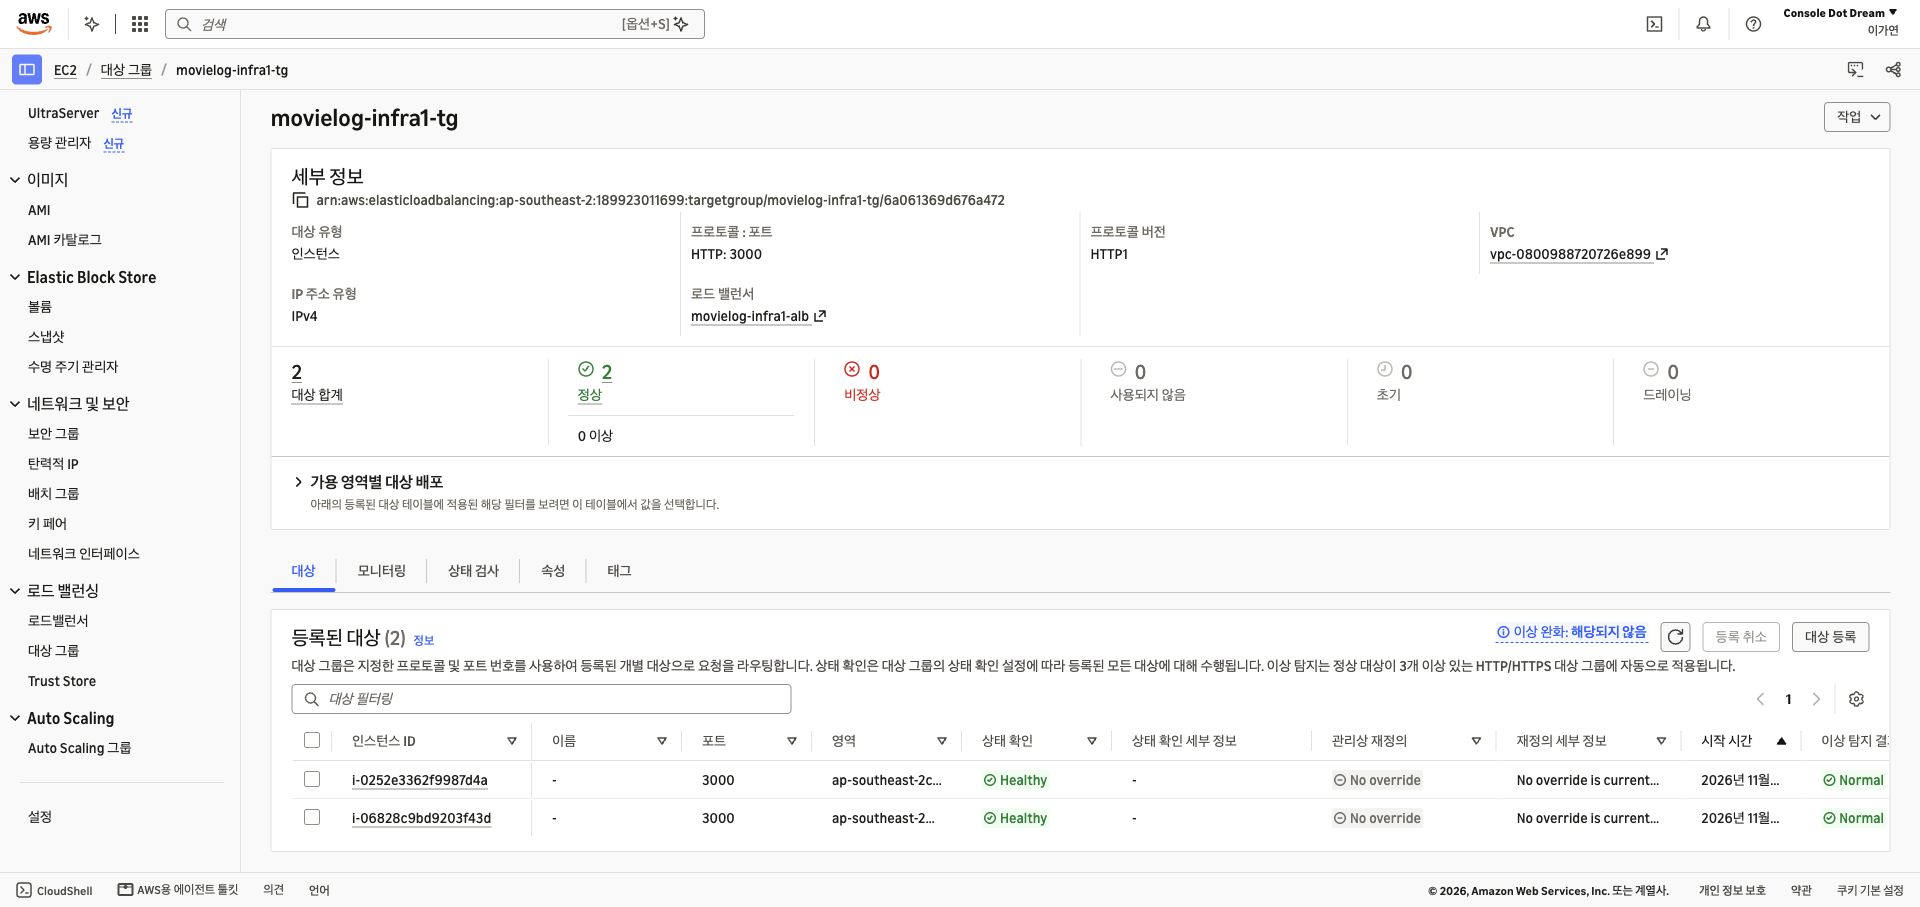 aws
검색
[옵션+S]
Console Dot Dream
이가연
EC2 / 대상 그룹 / movielog-infra1-tg
UltraServer 신규
용량 관리자 신규
이미지
AMI
AMI 카탈로그
Elastic Block Store
볼륨
스냅샷
수명 주기 관리자
네트워크 및 보안
보안 그룹
탄력적 IP
배치 그룹
키 페어
네트워크 인터페이스
로드 밸런싱
로드밸런서
대상 그룹
Trust Store
Auto Scaling
Auto Scaling 그룹
설정
movielog-infra1-tg
작업
세부 정보
arn:aws:elasticloadbalancing:ap-southeast-2:189923011699:targetgroup/movielog-infra1-tg/6a061369d676a472
대상 유형
인스턴스
프로토콜 : 포트
HTTP: 3000
프로토콜 버전
HTTP1
VPC
vpc-0800988720726e899
IP 주소 유형
IPv4
로드 밸런서
movielog-infra1-alb
2
대상 합계
2
정상
0 이상
0
비정상
0
사용되지 않음
0
초기
0
드레이닝
가용 영역별 대상 배포
아래의 등록된 대상 테이블에 적용된 해당 필터를 보려면 이 테이블에서 값을 선택합니다.
대상 모니터링 상태 검사 속성 태그
등록된 대상 (2) 정보
이상 완화: 해당되지 않음
등록 취소
대상 등록
대상 그룹은 지정한 프로토콜 및 포트 번호를 사용하여 등록된 개별 대상으로 요청을 라우팅합니다. 상태 확인은 대상 그룹의 상태 확인 설정에 따라 등록된 모든 대상에 대해 수행됩니다. 이상 탐지는 정상 대상이 3개 이상 있는 HTTP/HTTPS 대상 그룹에 자동으로 적용됩니다.
대상 필터링
1
인스턴스 ID 이름 포트 영역 상태 확인 상태 확인 세부 정보 관리상 재정의 재정의 세부 정보 시작 시간 이상 탐지
i-0252e3362f9987d4a - 3000 ap-southeast-2c... Healthy - No override No override is current... 2026년 11월... Normal
i-06828c9bd9203f43d - 3000 ap-southeast-2... Healthy - No override No override is current... 2026년 11월... Normal
CloudShell AWS용 에이전트 툴킷 의견 언어
© 2026, Amazon Web Services, Inc. 또는 계열사. 개인 정보 보호 약관 쿠키 기본 설정